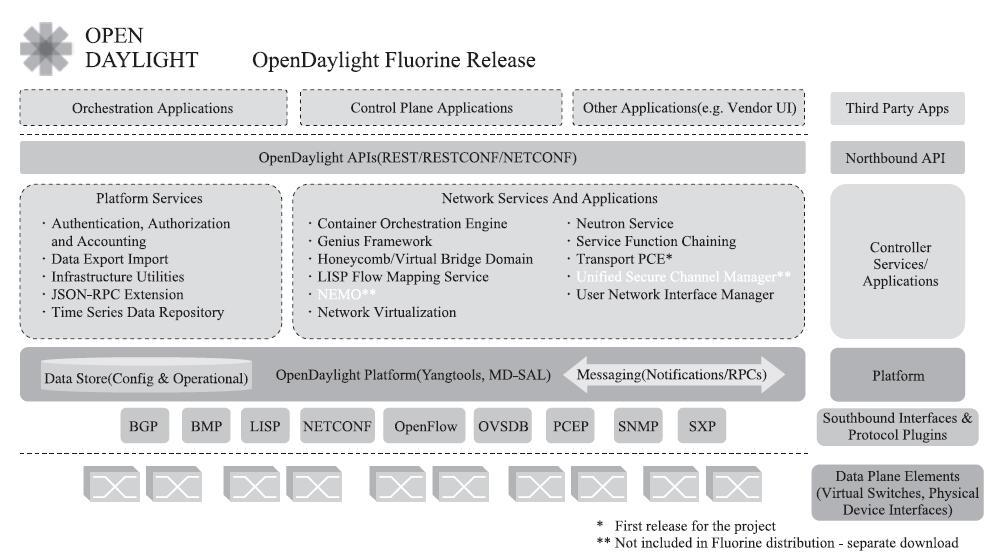 OPEN
DAYLIGHT
OpenDaylight Fluorine Release
Orchestration Applications
Control Plane Applications
Other Applications(e.g. Vendor UI)
Third Party Apps
OpenDaylight APIs(REST/RESTCONF/NETCONF)
Northbound API
Platform Services
· Authentication, Authorization
and Accounting
· Data Export Import
· Infrastructure Utilities
· JSON-RPC Extension
· Time Series Data Repository
Network Services And Applications
· Container Orchestration Engine
· Genius Framework
· Honeycomb/Virtual Bridge Domain
· LISP Flow Mapping Service
· NEMO**
· Network Virtualization
· Neutron Service
· Service Function Chaining
· Transport PCE*
· Unified Secure Channel Manager**
· User Network Interface Manager
Controller
Services/
Applications
Data Store(Config & Operational)
OpenDaylight Platform(Yangtools, MD-SAL)
Messaging(Notifications/RPCs)
Platform
BGP
BMP
LISP
NETCONF
OpenFlow
OVSDB
PCEP
SNMP
SXP
Southbound Interfaces &
Protocol Plugins
Data Plane Elements
(Virtual Switches, Physical
Device Interfaces)
* First release for the project
** Not included in Fluorine distribution - separate download